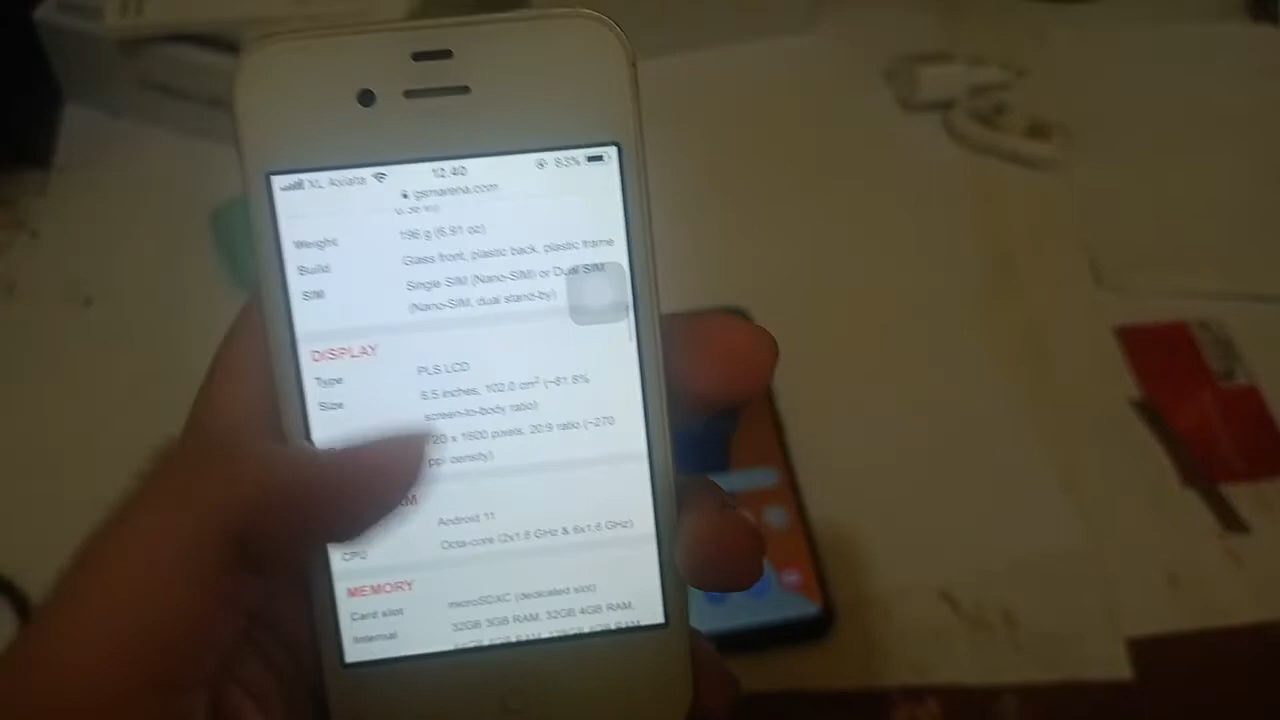 XL Axiata 12.40 83%
gsmarena.com
Weight 196 g (6.91 oz)
Build Glass front, plastic back, plastic frame
SIM Single SIM (Nano-SIM) or Dual SIM
(Nano-SIM, dual stand-by)
DISPLAY
Type PLS LCD
Size 6.5 inches, 102.0 cm² (~81.8%
screen-to-body ratio)
20 x 1600 pixels, 20:9 ratio (~270
ppi density)
Android 11
CPU Octa-core (2x1.6 GHz & 6x1.6 GHz)
MEMORY
Card slot microSDXC (dedicated slot)
Internal 32GB 3GB RAM, 32GB 4GB RAM,